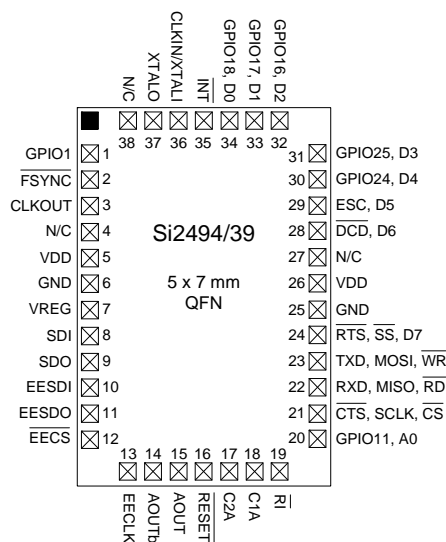 N/C
XTALO
CLKIN/XTALI
INT
GPIO18, D0
GPIO17, D1
GPIO16, D2
38
37
36
35
34
33
32
GPIO1 1
FSYNC 2
CLKOUT 3
N/C 4
VDD 5
GND 6
VREG 7
SDI 8
SDO 9
EESDI 10
EESDO 11
EECS 12
Si2494/39
5 x 7 mm
QFN
31 GPIO25, D3
30 GPIO24, D4
29 ESC, D5
28 DCD, D6
27 N/C
26 VDD
25 GND
24 RTS, SS, D7
23 TXD, MOSI, WR
22 RXD, MISO, RD
21 CTS, SCLK, CS
20 GPIO11, A0
13
14
15
16
17
18
19
EECLK
AOUTb
AOUT
RESET
C2A
C1A
RI